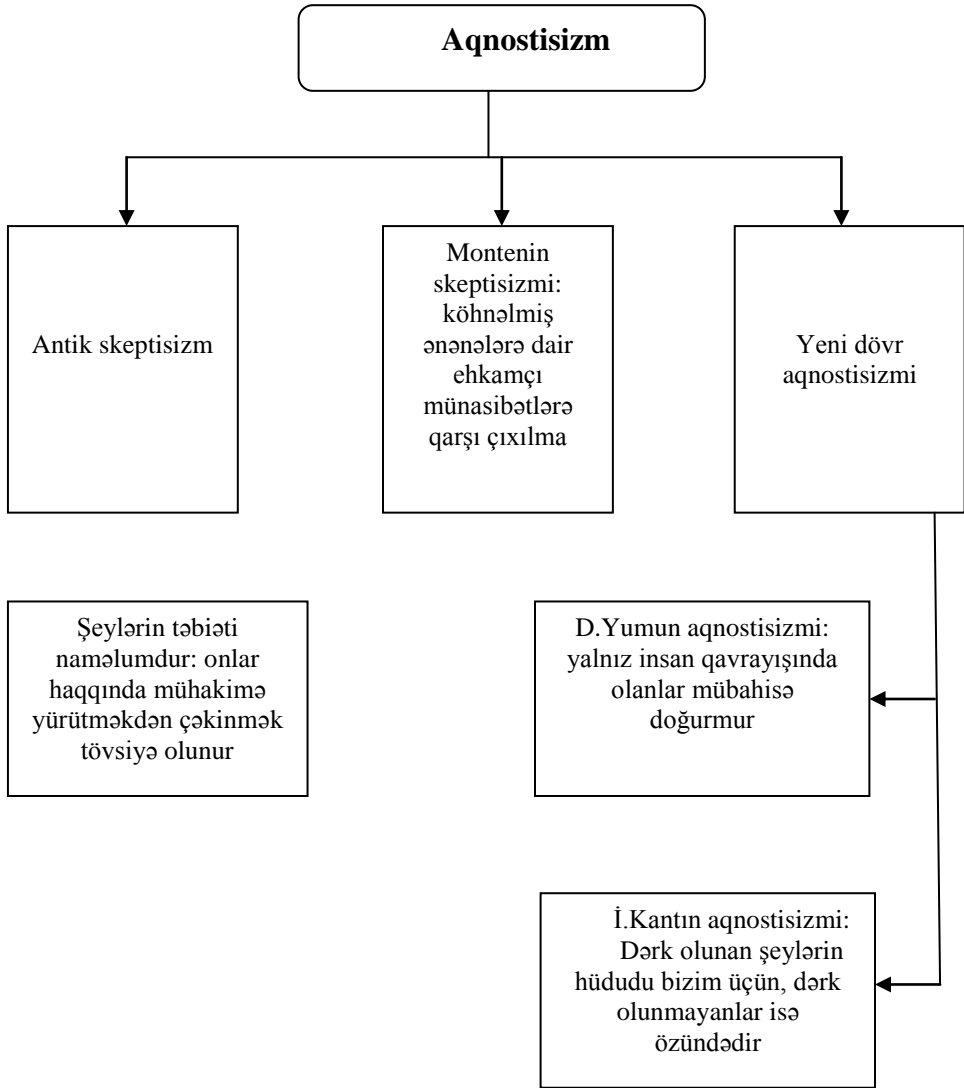 Aqnostisizm
Antik skeptisizm
Montenin
skeptisizmi:
köhnəlmiş
ənənələrə dair
ehkamçı
münasibətlərə
qarşı çıxılma
Yeni dövr
aqnostisizmi
Şeylərin təbiəti
naməlumdur: onlar
haqqında mühakimə
yürütməkdən çəkinmək
tövsiyə olunur
D.Yumun aqnostisizmi:
yalnız insan qavrayışında
olanlar mübahisə
doğurmur
İ.Kantın aqnostisizmi:
Dərk olunan şeylərin
hüdudu bizim üçün, dərk
olunmayanlar isə
özündədir